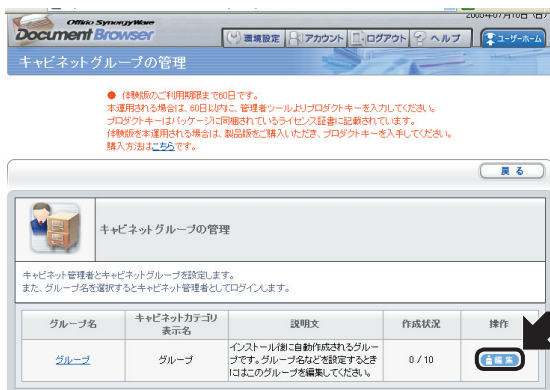 Offirio SynergyWare
Document Browser
環境設定 アカウント ログアウト ヘルプ ユーザーホーム
キャビネットグループの管理
● 体験版のご利用期限まで60日です。
本運用される場合は、60日以内に、管理者ツールよりプロダクトキーを入力してください。
プロダクトキーはパッケージに同梱されているライセンス証書に記載されています。
体験版を本運用される場合は、製品版をご購入いただき、プロダクトキーを入手してください。
購入方法はこちらです。
戻る
キャビネットグループの管理
キャビネット管理者とキャビネットグループを設定します。
また、グループ名を選択するとキャビネット管理者としてログインします。
グループ名 キャビネットカテゴリ 説明文 作成状況 操作
表示名
グループ グループ インストール後に自動作成されるグルー 0 / 10 編集
プです。グループ名などを設定するとき
にはこのグループを編集してください。